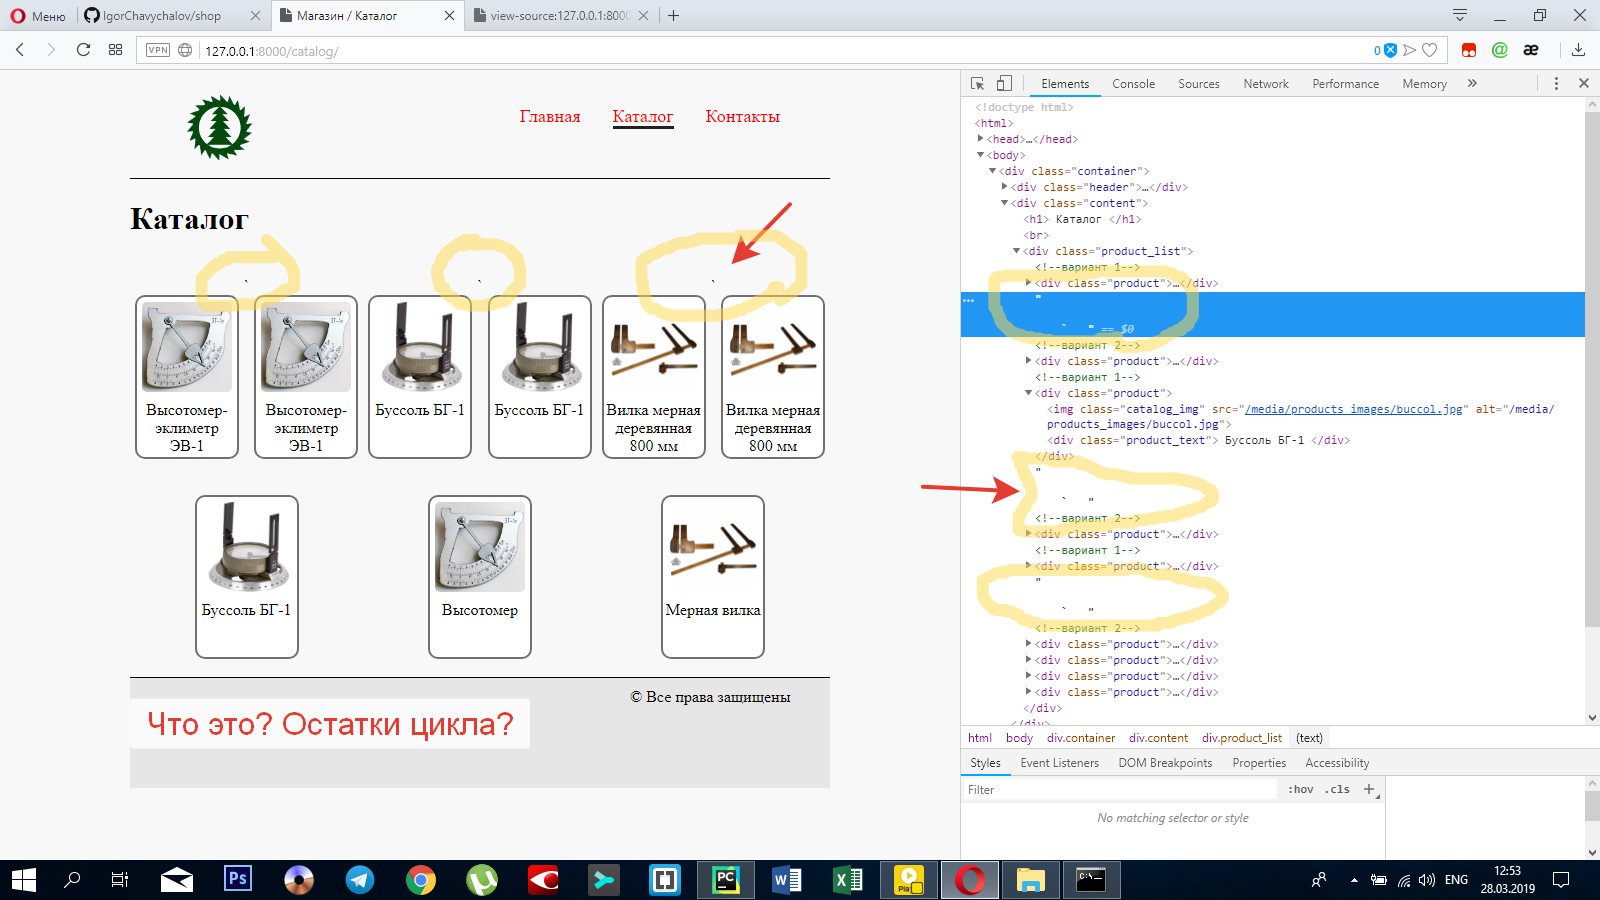 Меню
IgorChavychalov/shop
Магазин / Каталог
view-source:127.0.0.1:8000
VPN
127.0.0.1:8000/catalog/
0
Главная
Каталог
Контакты
Каталог
` ` `
Высотомер-
эклиметр
ЭВ-1
Высотомер-
эклиметр
ЭВ-1
Буссоль БГ-1
Буссоль БГ-1
Вилка мерная
деревянная
800 мм
Вилка мерная
деревянная
800 мм
Буссоль БГ-1
Высотомер
Мерная вилка
© Все права защищены
Что это? Остатки цикла?
Elements Console Sources Network Performance Memory »
<!doctype html>
<html>
<head>…</head>
<body>
<div class="container">
<div class="header">…</div>
<div class="content">
<h1> Каталог </h1>
<br>
<div class="product_list">
<!--вариант 1-->
<div class="product">…</div>
"
` " == $0
<!--вариант 2-->
<div class="product">…</div>
<!--вариант 1-->
<div class="product">
<img class="catalog_img" src="/media/products_images/buccol.jpg" alt="/media/
products_images/buccol.jpg">
<div class="product_text"> Буссоль БГ-1 </div>
</div>
"
` "
<!--вариант 2-->
<div class="product">…</div>
<!--вариант 1-->
<div class="product">…</div>
"
` "
<!--вариант 2-->
<div class="product">…</div>
<div class="product">…</div>
<div class="product">…</div>
<div class="product">…</div>
</div>
</div>
html body div.container div.content div.product_list (text)
Styles Event Listeners DOM Breakpoints Properties Accessibility
Filter
:hov .cls +
No matching selector or style
Ps
PC
C:\
ENG
12:53
28.03.2019